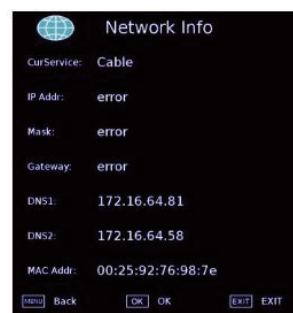 Network Info
CurService: Cable
IP Addr: error
Mask: error
Gateway: error
DNS1: 172.16.64.81
DNS2: 172.16.64.58
MAC Addr: 00:25:92:76:98:7e
MENU Back OK OK EXIT EXIT